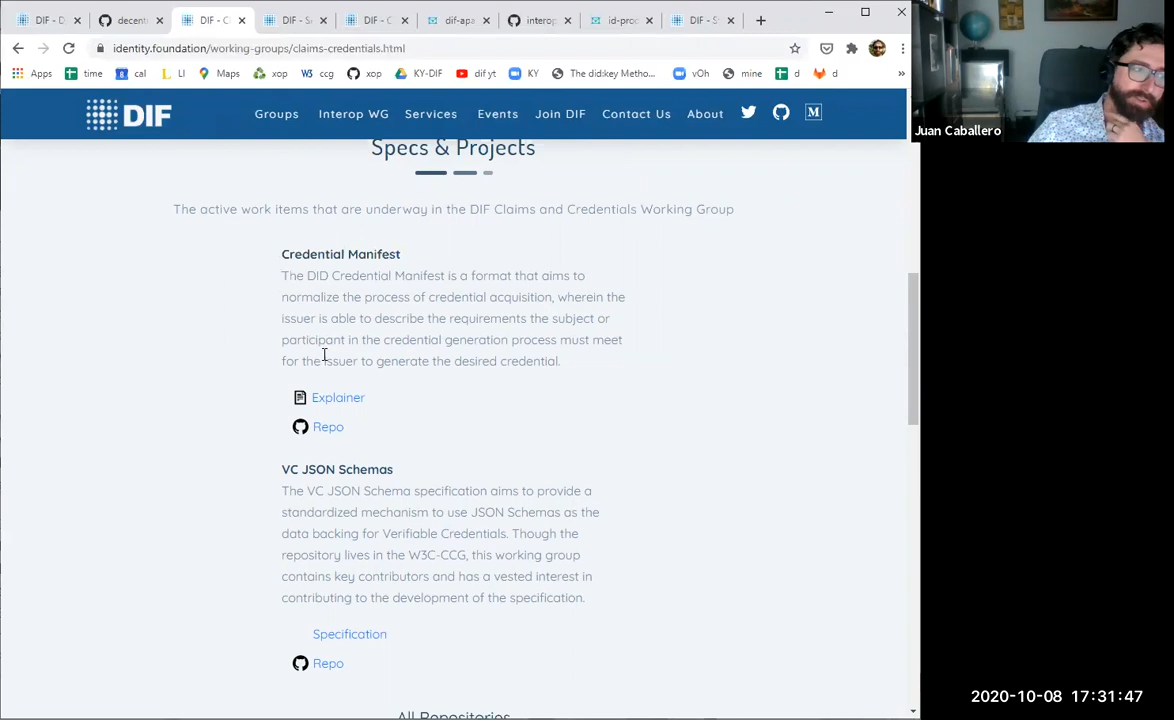 DIF - D
decent
DIF - C
DIF - S
DIF - C
dif-apa
interop
id-proo
DIF - S
identity.foundation/working-groups/claims-credentials.html
Apps time cal LI Maps xop ccg xop KY-DIF dif yt KY The did:key Metho... vOh mine d d »
DIF
Groups Interop WG Services Events Join DIF Contact Us About
Juan Caballero
Specs & Projects
The active work items that are underway in the DIF Claims and Credentials Working Group
Credential Manifest
The DID Credential Manifest is a format that aims to
normalize the process of credential acquisition, wherein the
issuer is able to describe the requirements the subject or
participant in the credential generation process must meet
for the issuer to generate the desired credential.
Explainer
Repo
VC JSON Schemas
The VC JSON Schema specification aims to provide a
standardized mechanism to use JSON Schemas as the
data backing for Verifiable Credentials. Though the
repository lives in the W3C-CCG, this working group
contains key contributors and has a vested interest in
contributing to the development of the specification.
Specification
Repo
All Repositories
2020-10-08 17:31:47